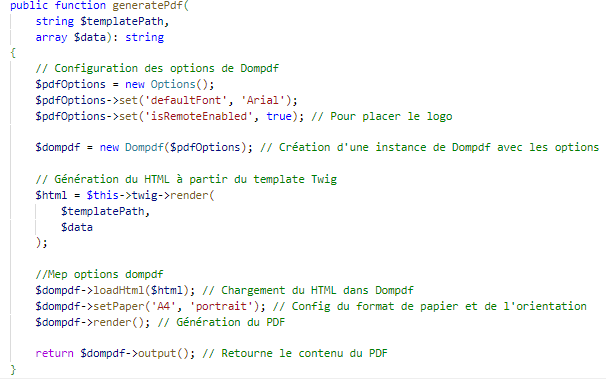 public function generatePdf(
    string $templatePath,
    array $data): string
{
    // Configuration des options de Dompdf
    $pdfOptions = new Options();
    $pdfOptions->set('defaultFont', 'Arial');
    $pdfOptions->set('isRemoteEnabled', true); // Pour placer le logo

    $dompdf = new Dompdf($pdfOptions); // Création d'une instance de Dompdf avec les options

    // Génération du HTML à partir du template Twig
    $html = $this->twig->render(
        $templatePath,
        $data
    );

    //Mep options dompdf
    $dompdf->loadHtml($html); // Chargement du HTML dans Dompdf
    $dompdf->setPaper('A4', 'portrait'); // Config du format de papier et de l'orientation
    $dompdf->render(); // Génération du PDF

    return $dompdf->output(); // Retourne le contenu du PDF
}